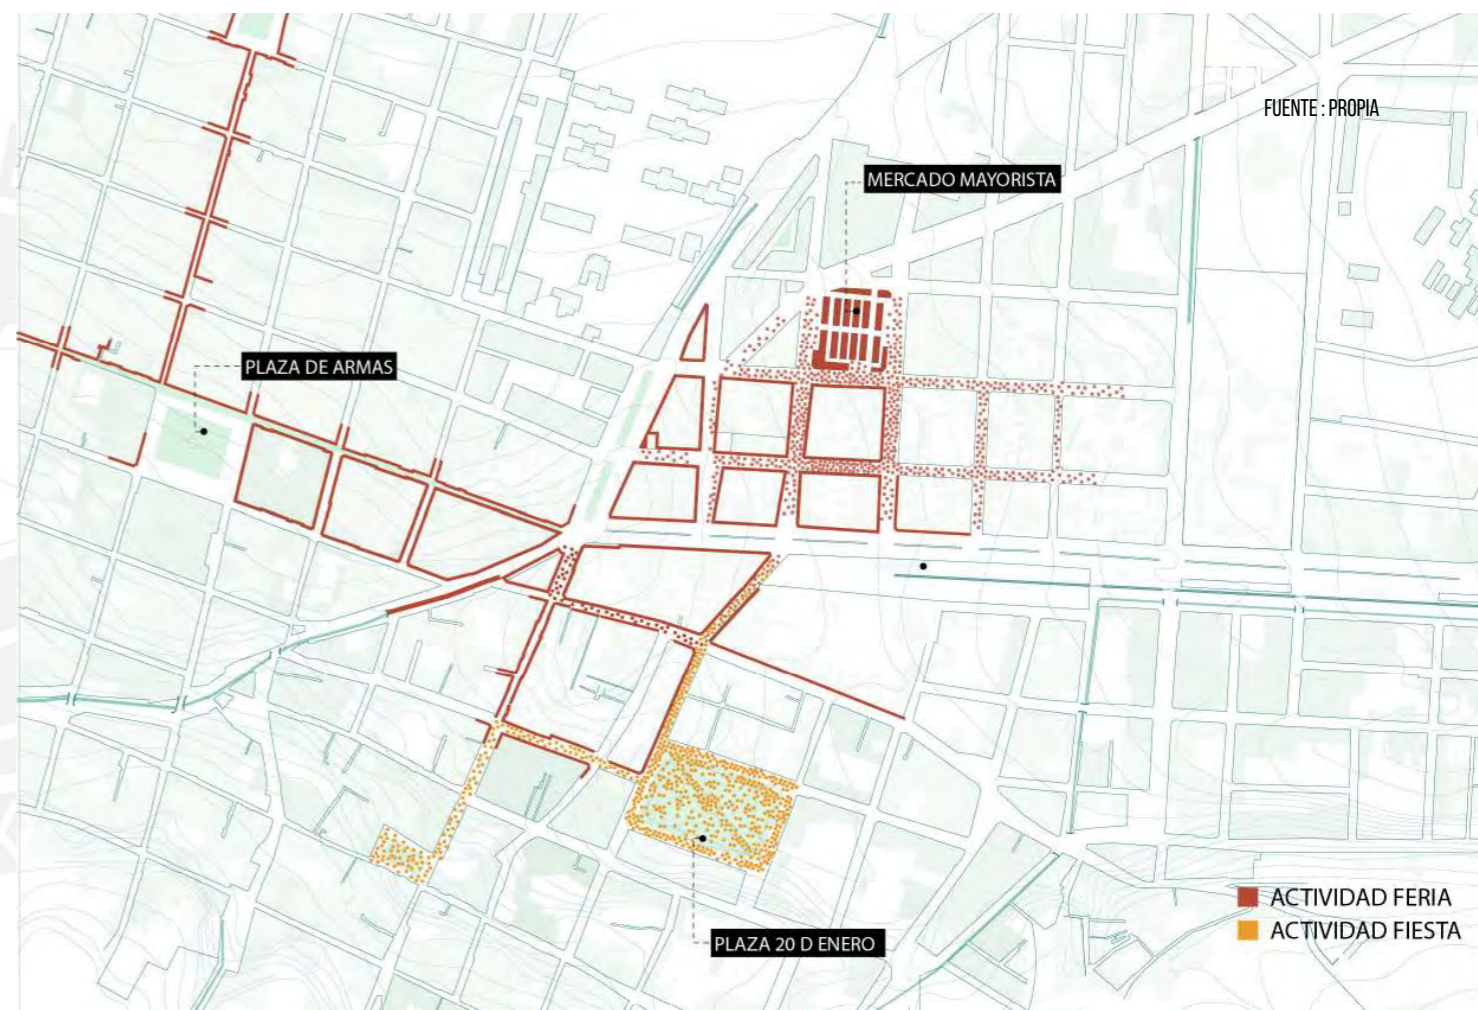 FUENTE : PROPIA
MERCADO MAYORISTA
PLAZA DE ARMAS
ACTIVIDAD FERIA
ACTIVIDAD FIESTA
PLAZA 20 D ENERO